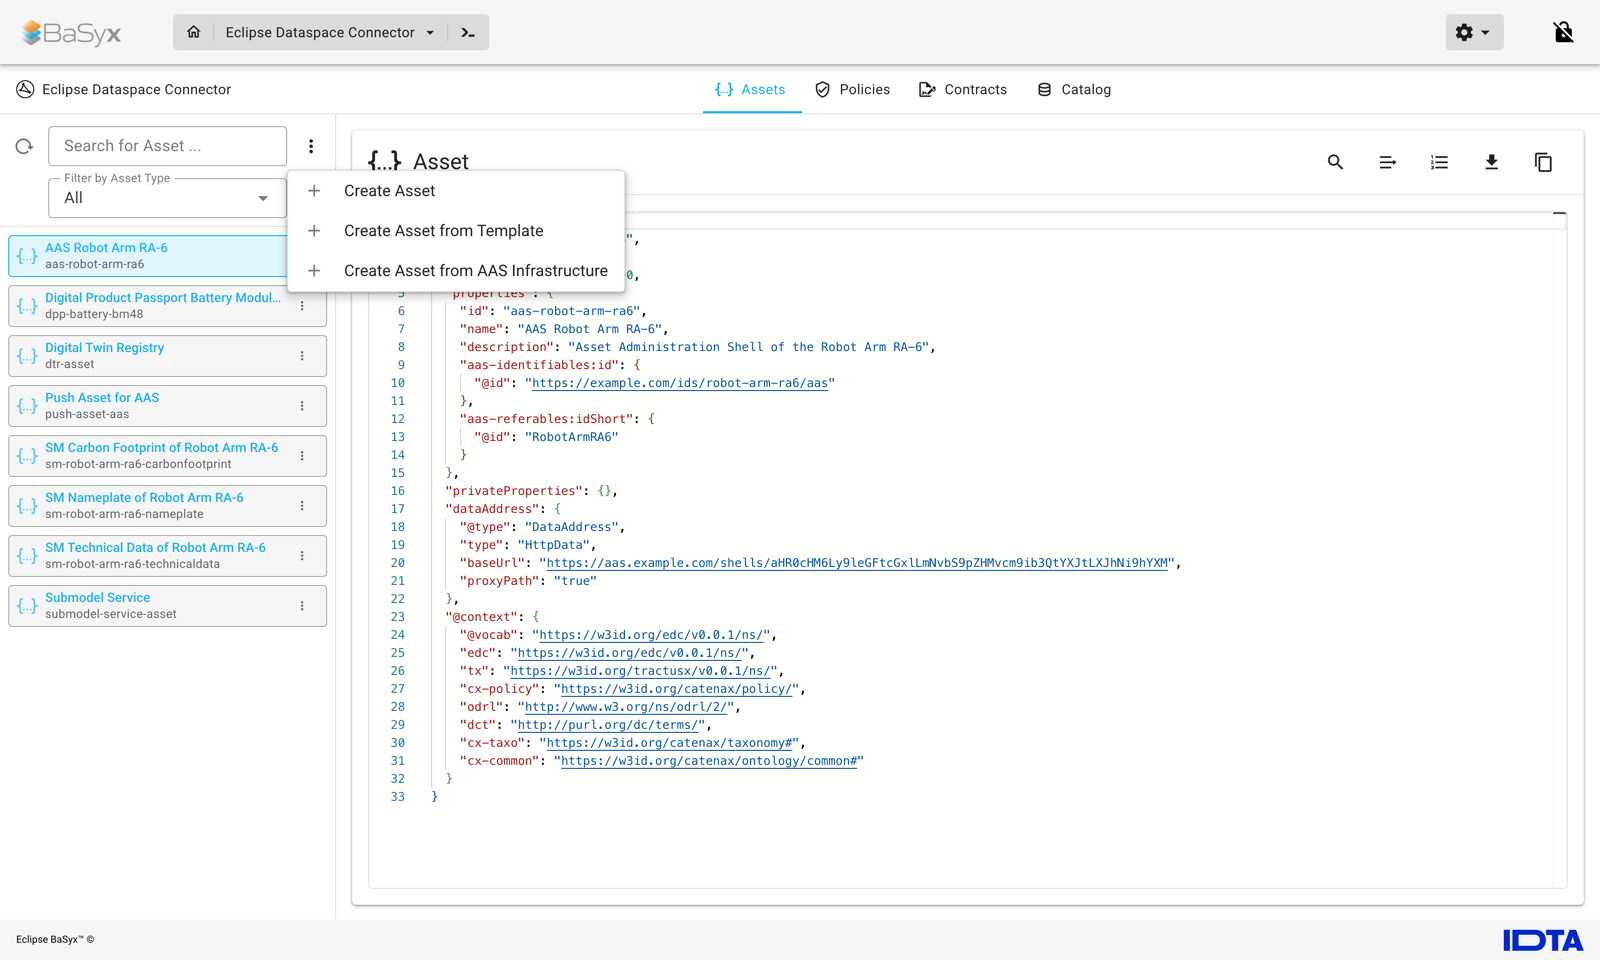 BaSyx
Eclipse Dataspace Connector
Eclipse Dataspace Connector
{..} Assets
Policies
Contracts
Catalog
Search for Asset ...
Filter by Asset Type
All
{...} Asset
Create Asset
Create Asset from Template
Create Asset from AAS Infrastructure
{..} AAS Robot Arm RA-6
aas-robot-arm-ra6
{..} Digital Product Passport Battery Modul...
dpp-battery-bm48
{..} Digital Twin Registry
dtr-asset
{..} Push Asset for AAS
push-asset-aas
{..} SM Carbon Footprint of Robot Arm RA-6
sm-robot-arm-ra6-carbonfootprint
{..} SM Nameplate of Robot Arm RA-6
sm-robot-arm-ra6-nameplate
{..} SM Technical Data of Robot Arm RA-6
sm-robot-arm-ra6-technicaldata
{..} Submodel Service
submodel-service-asset
",
0,
5 "properties": {
6 "id": "aas-robot-arm-ra6",
7 "name": "AAS Robot Arm RA-6",
8 "description": "Asset Administration Shell of the Robot Arm RA-6",
9 "aas-identifiables:id": {
10 "@id": "https://example.com/ids/robot-arm-ra6/aas"
11 },
12 "aas-referables:idShort": {
13 "@id": "RobotArmRA6"
14 }
15 },
16 "privateProperties": {},
17 "dataAddress": {
18 "@type": "DataAddress",
19 "type": "HttpData",
20 "baseUrl": "https://aas.example.com/shells/aHR0cHM6Ly9leGFtcGxlLmNvbS9pZHMvcm9ib3QtYXJtLXJhNi9hYXM",
21 "proxyPath": "true"
22 },
23 "@context": {
24 "@vocab": "https://w3id.org/edc/v0.0.1/ns/",
25 "edc": "https://w3id.org/edc/v0.0.1/ns/",
26 "tx": "https://w3id.org/tractusx/v0.0.1/ns/",
27 "cx-policy": "https://w3id.org/catenax/policy/",
28 "odrl": "http://www.w3.org/ns/odrl/2/",
29 "dct": "http://purl.org/dc/terms/",
30 "cx-taxo": "https://w3id.org/catenax/taxonomy#",
31 "cx-common": "https://w3id.org/catenax/ontology/common#"
32 }
33 }
Eclipse BaSyx™ ©
IDTA